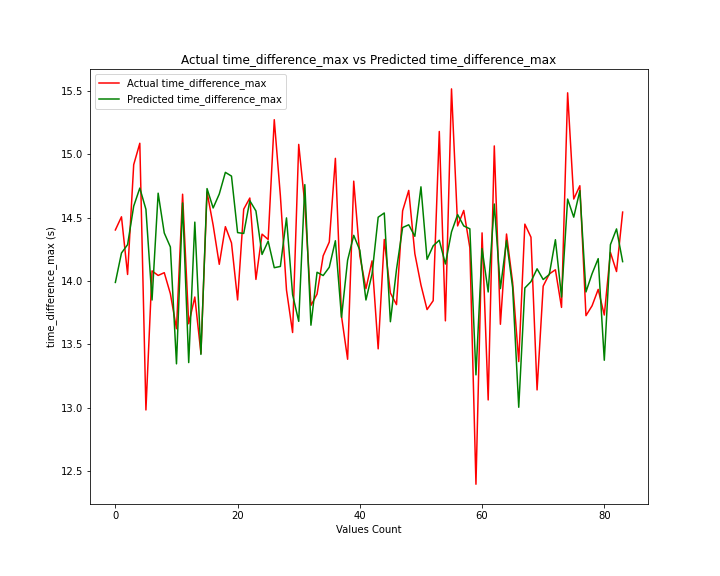 Actual time_difference_max vs Predicted time_difference_max
Actual time_difference_max
Predicted time_difference_max
time_difference_max (s)
15.5
15.0
14.5
14.0
13.5
13.0
12.5
0 20 40 60 80
Values Count